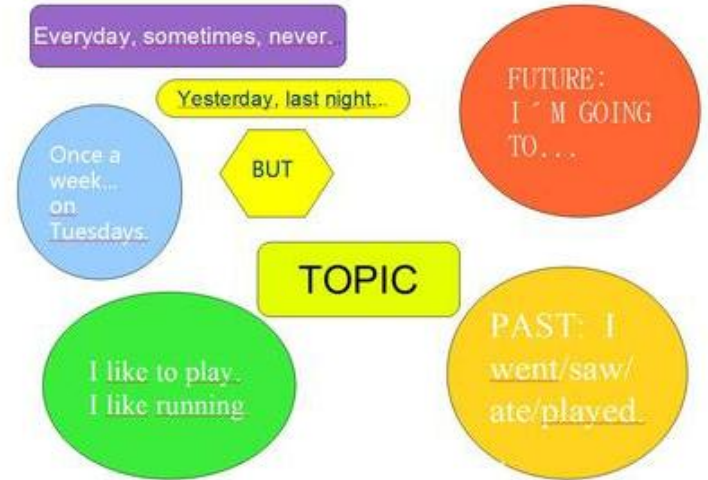 Everyday, sometimes, never..
Yesterday, last night...
FUTURE:
I´M GOING
TO...
Once a
week...
on
Tuesdays.
BUT
TOPIC
I like to play.
I like running
PAST: I
went/saw/
ate/played.